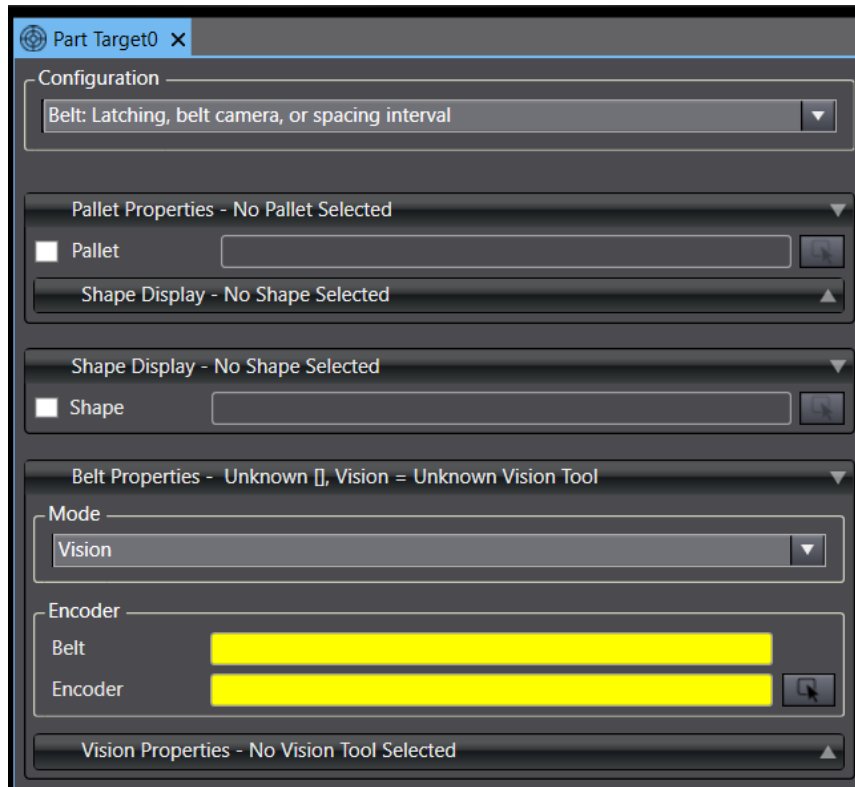 Part Target0
Configuration
Belt: Latching, belt camera, or spacing interval
Pallet Properties - No Pallet Selected
Pallet
Shape Display - No Shape Selected
Shape Display - No Shape Selected
Shape
Belt Properties - Unknown [], Vision = Unknown Vision Tool
Mode
Vision
Encoder
Belt
Encoder
Vision Properties - No Vision Tool Selected